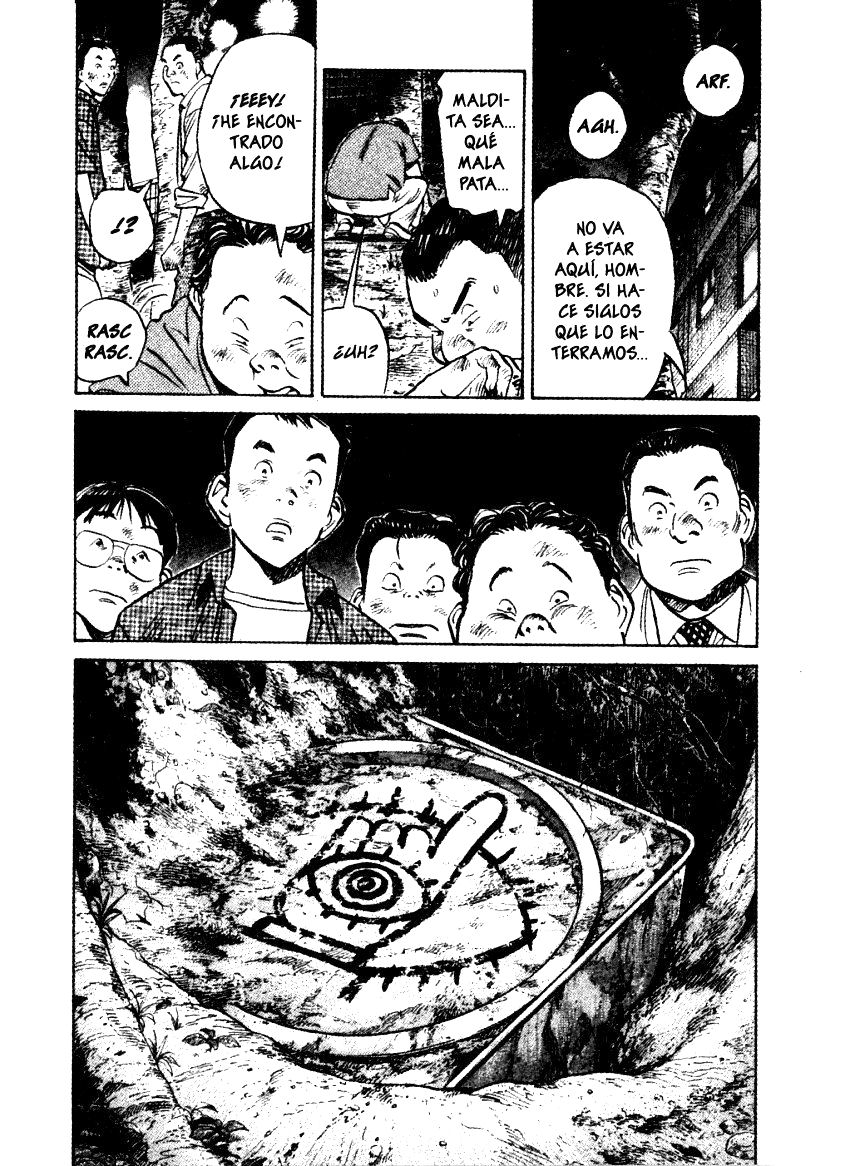 ARF.
AGH.
NO VA
A ESTAR
AQUÍ, HOM-
BRE. SI HA-
CE SIGLOS
QUE LO EN-
TERRAMOS...
MALDI-
TA SEA...
QUÉ
MALA
PATA...
¿UH?
¡EEEY!
¡HE ENCON-
TRADO
ALGO!
¡?
RASC
RASC.